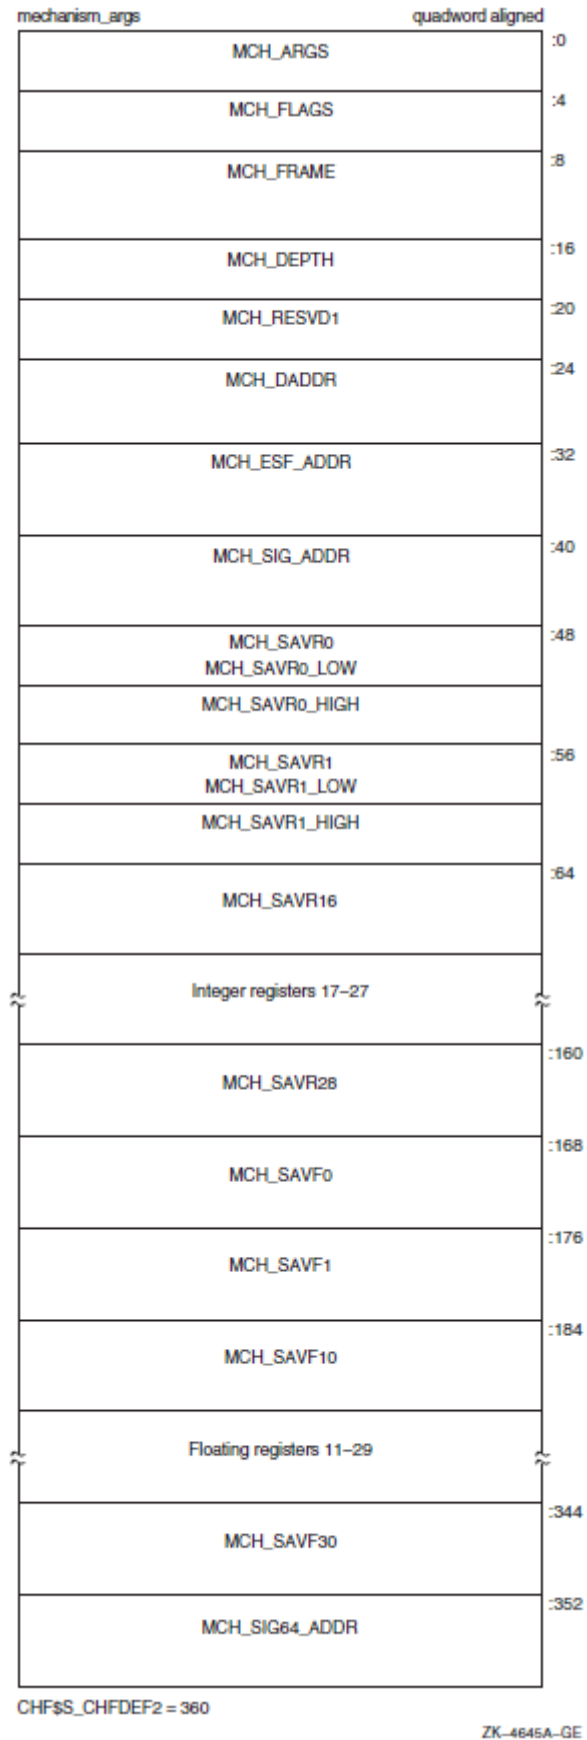 mechanism_args quadword aligned
MCH_ARGS :0
MCH_FLAGS :4
MCH_FRAME :8
MCH_DEPTH :16
MCH_RESVD1 :20
MCH_DADDR :24
MCH_ESF_ADDR :32
MCH_SIG_ADDR :40
MCH_SAVR0 :48
MCH_SAVR0_LOW
MCH_SAVR0_HIGH
MCH_SAVR1 :56
MCH_SAVR1_LOW
MCH_SAVR1_HIGH
MCH_SAVR16 :64
Integer registers 17–27
MCH_SAVR28 :160
MCH_SAVF0 :168
MCH_SAVF1 :176
MCH_SAVF10 :184
Floating registers 11–29
MCH_SAVF30 :344
MCH_SIG64_ADDR :352
CHF$S_CHFDEF2 = 360
ZK–4645A–GE